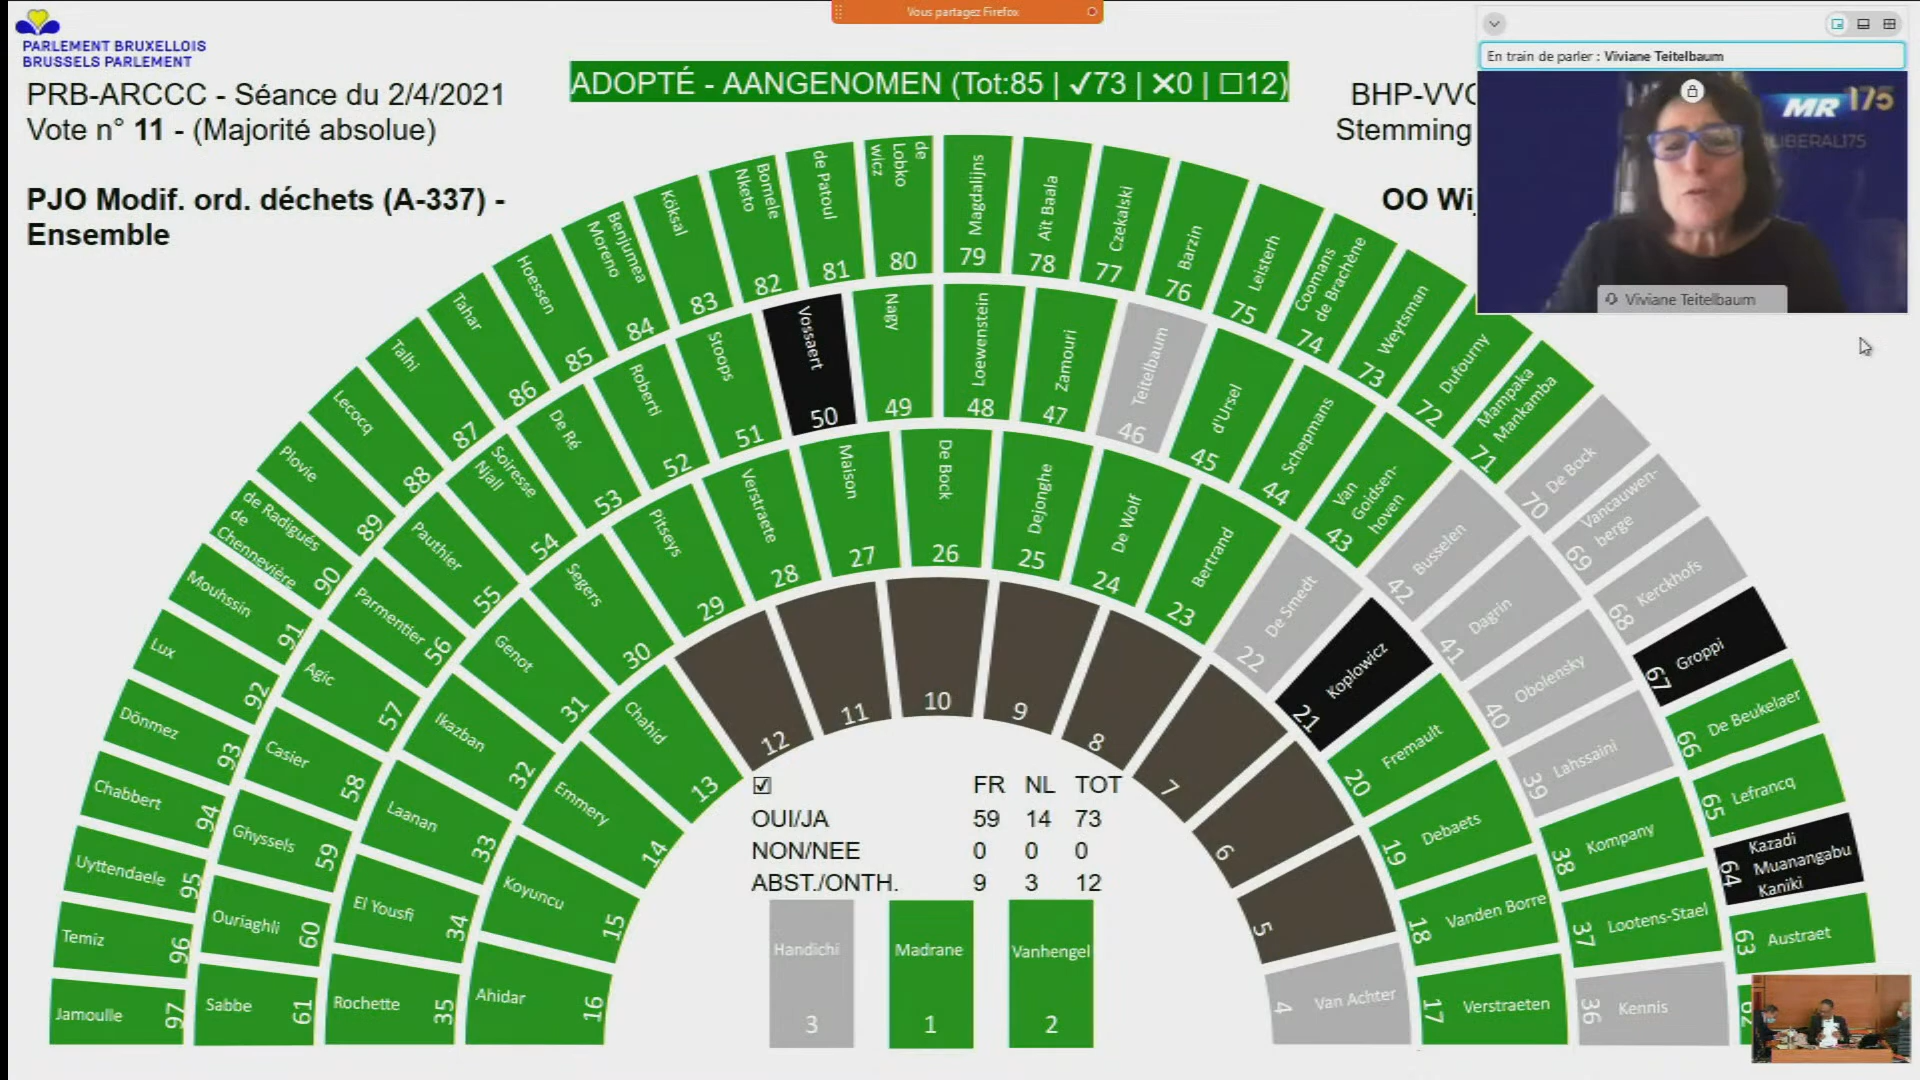 Vous partagez Firefox
PARLEMENT BRUXELLOIS
BRUSSELS PARLEMENT
PRB-ARCCC - Séance du 2/4/2021
Vote n° 11 - (Majorité absolue)
PJO Modif. ord. déchets (A-337) -
Ensemble
ADOPTÉ - AANGENOMEN (Tot:85 | ✓73 | ✕0 | ☐12)
BHP-VVC
Stemming
OO Wi
En train de parler : Viviane Teitelbaum
MR 175
LIBERAL175
Viviane Teitelbaum
Jamoulle 97
Temiz 96
Uyttendaele 95
Chabbert 94
Dönmez 93
Lux 92
Mouhssin 91
de Radiguès
de
Chennevière 90
Plovie 89
Lecocq 88
Talhi 87
Tahar 86
Hoessen 85
Benjumea
Moreno 84
Köksal 83
Bomele
Nketo 82
de Patoul 81
de
Lobko
wicz 80
Magdalijns 79
Aït Baala 78
Czekalski 77
Barzin 76
Leisterh 75
Coomans
de Brachène 74
Weytsman 73
Dufourny 72
Mampaka
Mankamba 71
De Bock 70
Vancauwen-
berge 69
Kerckhofs 68
Groppi 67
De Beukelaer 66
Lefrancq 65
Kazadi
Muanangabu
Kaniki 64
Austraet 63
62
Sabbe 61
Ouriaghli 60
Ghyssels 59
Casier 58
Agic 57
Parmentier 56
Pauthier 55
Soiresse
Njall 54
De Ré 53
Roberti 52
Stoops 51
Vossaert 50
Nagy 49
Loewenstein 48
Zamouri 47
Teitelbaum 46
d'Ursel 45
Schepmans 44
Van
Goidsen-
hoven 43
Busselen 42
Dagrin 41
Obolensky 40
Lahssaini 39
Kompany 38
Lootens-Stael 37
Kennis 36
Rochette 35
El Yousfi 34
Laanan 33
Ikazban 32
Genot 31
Segers 30
Pitseys 29
Verstraete 28
Maison 27
De Bock 26
Dejonghe 25
De Wolf 24
Bertrand 23
De Smedt 22
Koplowicz 21
Fremault 20
Debaets 19
Vanden Borre 18
Verstraeten 17
Ahidar 16
Koyuncu 15
Emmery 14
Chahid 13
12
11
10
9
8
7
6
5
Van Achter 4
☑ FR NL TOT
OUI/JA 59 14 73
NON/NEE 0 0 0
ABST./ONTH. 9 3 12
Handichi 3
Madrane 1
Vanhengel 2